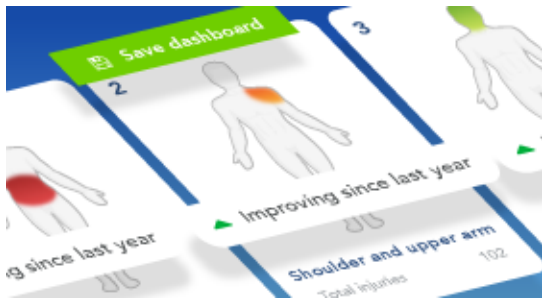 Save dashboard
2
3
Improving since last year
g since last year
Shoulder and upper arm
Total injuries 102